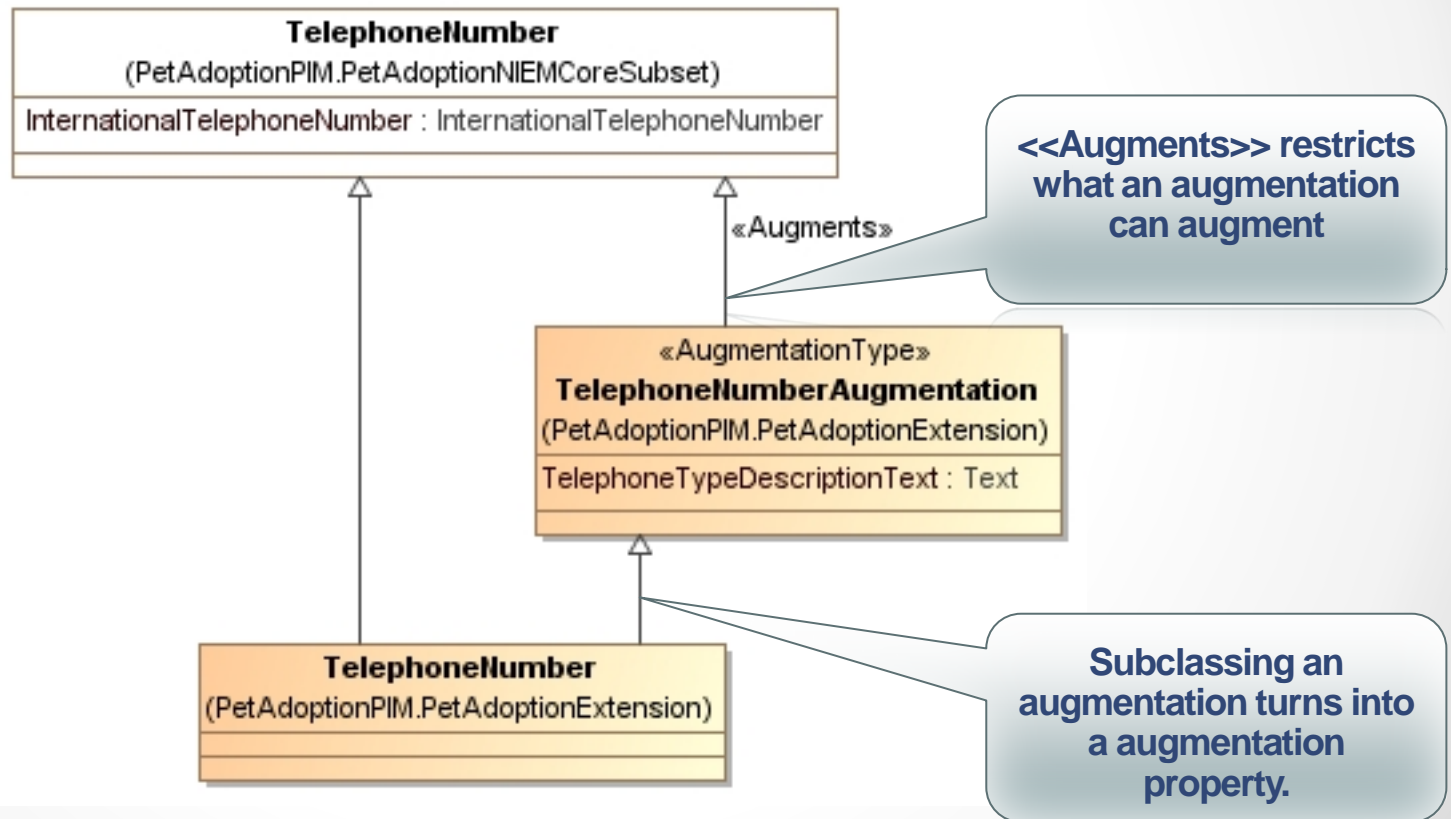 TelephoneNumber
(PetAdoptionPIM.PetAdoptionNIEMCoreSubset)
InternationalTelephoneNumber : InternationalTelephoneNumber
«Augments»
<<Augments>> restricts
what an augmentation
can augment
«AugmentationType»
TelephoneNumberAugmentation
(PetAdoptionPIM.PetAdoptionExtension)
TelephoneTypeDescriptionText : Text
TelephoneNumber
(PetAdoptionPIM.PetAdoptionExtension)
Subclassing an
augmentation turns into
a augmentation
property.